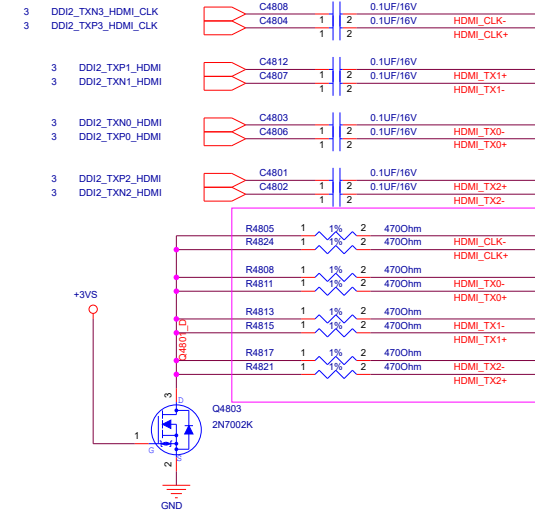 3 DDI2_TXN3_HDMI_CLK C4808 0.1UF/16V
3 DDI2_TXP3_HDMI_CLK C4804 1 2 0.1UF/16V HDMI_CLK-
1 2 HDMI_CLK+
3 DDI2_TXP1_HDMI C4812 0.1UF/16V
3 DDI2_TXN1_HDMI C4807 1 2 0.1UF/16V HDMI_TX1+
1 2 HDMI_TX1-
3 DDI2_TXN0_HDMI C4803 0.1UF/16V
3 DDI2_TXP0_HDMI C4806 1 2 0.1UF/16V HDMI_TX0-
1 2 HDMI_TX0+
3 DDI2_TXP2_HDMI C4801 0.1UF/16V
3 DDI2_TXN2_HDMI C4802 1 2 0.1UF/16V HDMI_TX2+
1 2 HDMI_TX2-
R4805 1 1% 2 470Ohm
R4824 1 1% 2 470Ohm HDMI_CLK-
HDMI_CLK+
R4808 1 1% 2 470Ohm
R4811 1 1% 2 470Ohm HDMI_TX0-
HDMI_TX0+
+3VS
R4813 1 1% 2 470Ohm
R4815 1 1% 2 470Ohm HDMI_TX1-
HDMI_TX1+
Q4801_D
R4817 1 1% 2 470Ohm
R4821 1 1% 2 470Ohm HDMI_TX2-
HDMI_TX2+
3
D
Q4803
2N7002K
1
G
S
2
GND